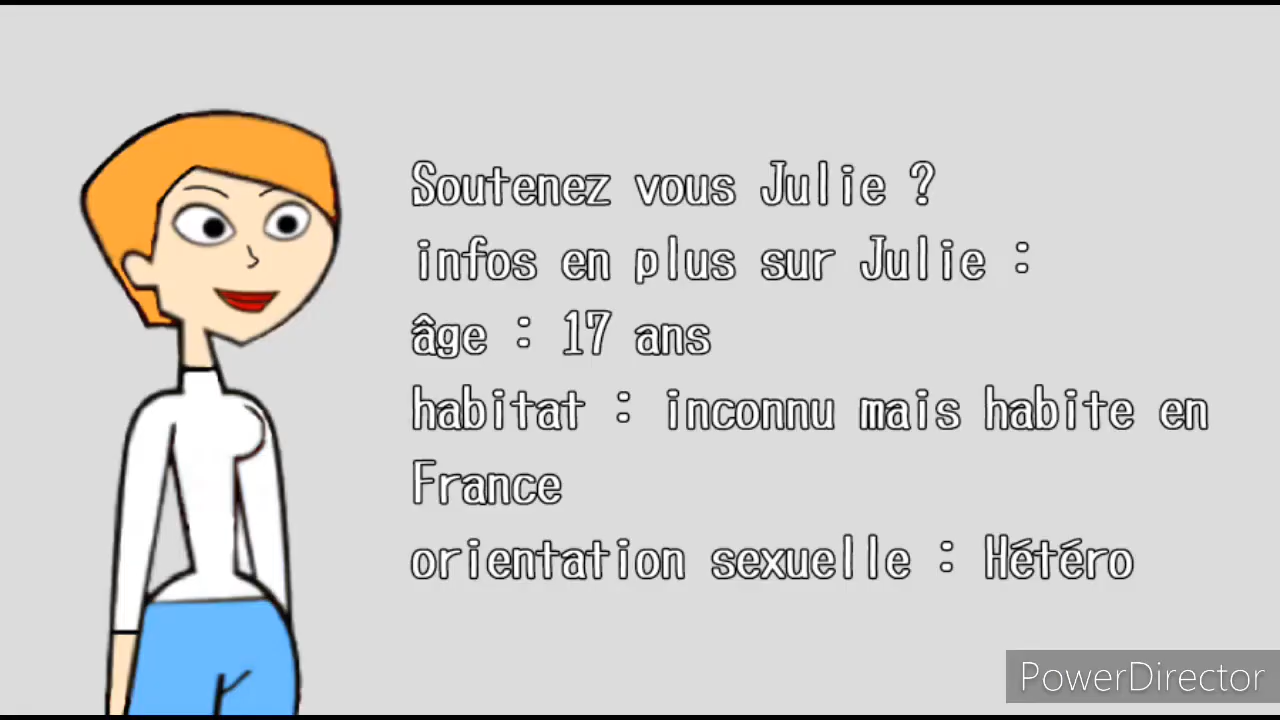 Soutenez vous Julie ?
infos en plus sur Julie :
âge : 17 ans
habitat : inconnu mais habite en
France
orientation sexuelle : Hétéro
PowerDirector